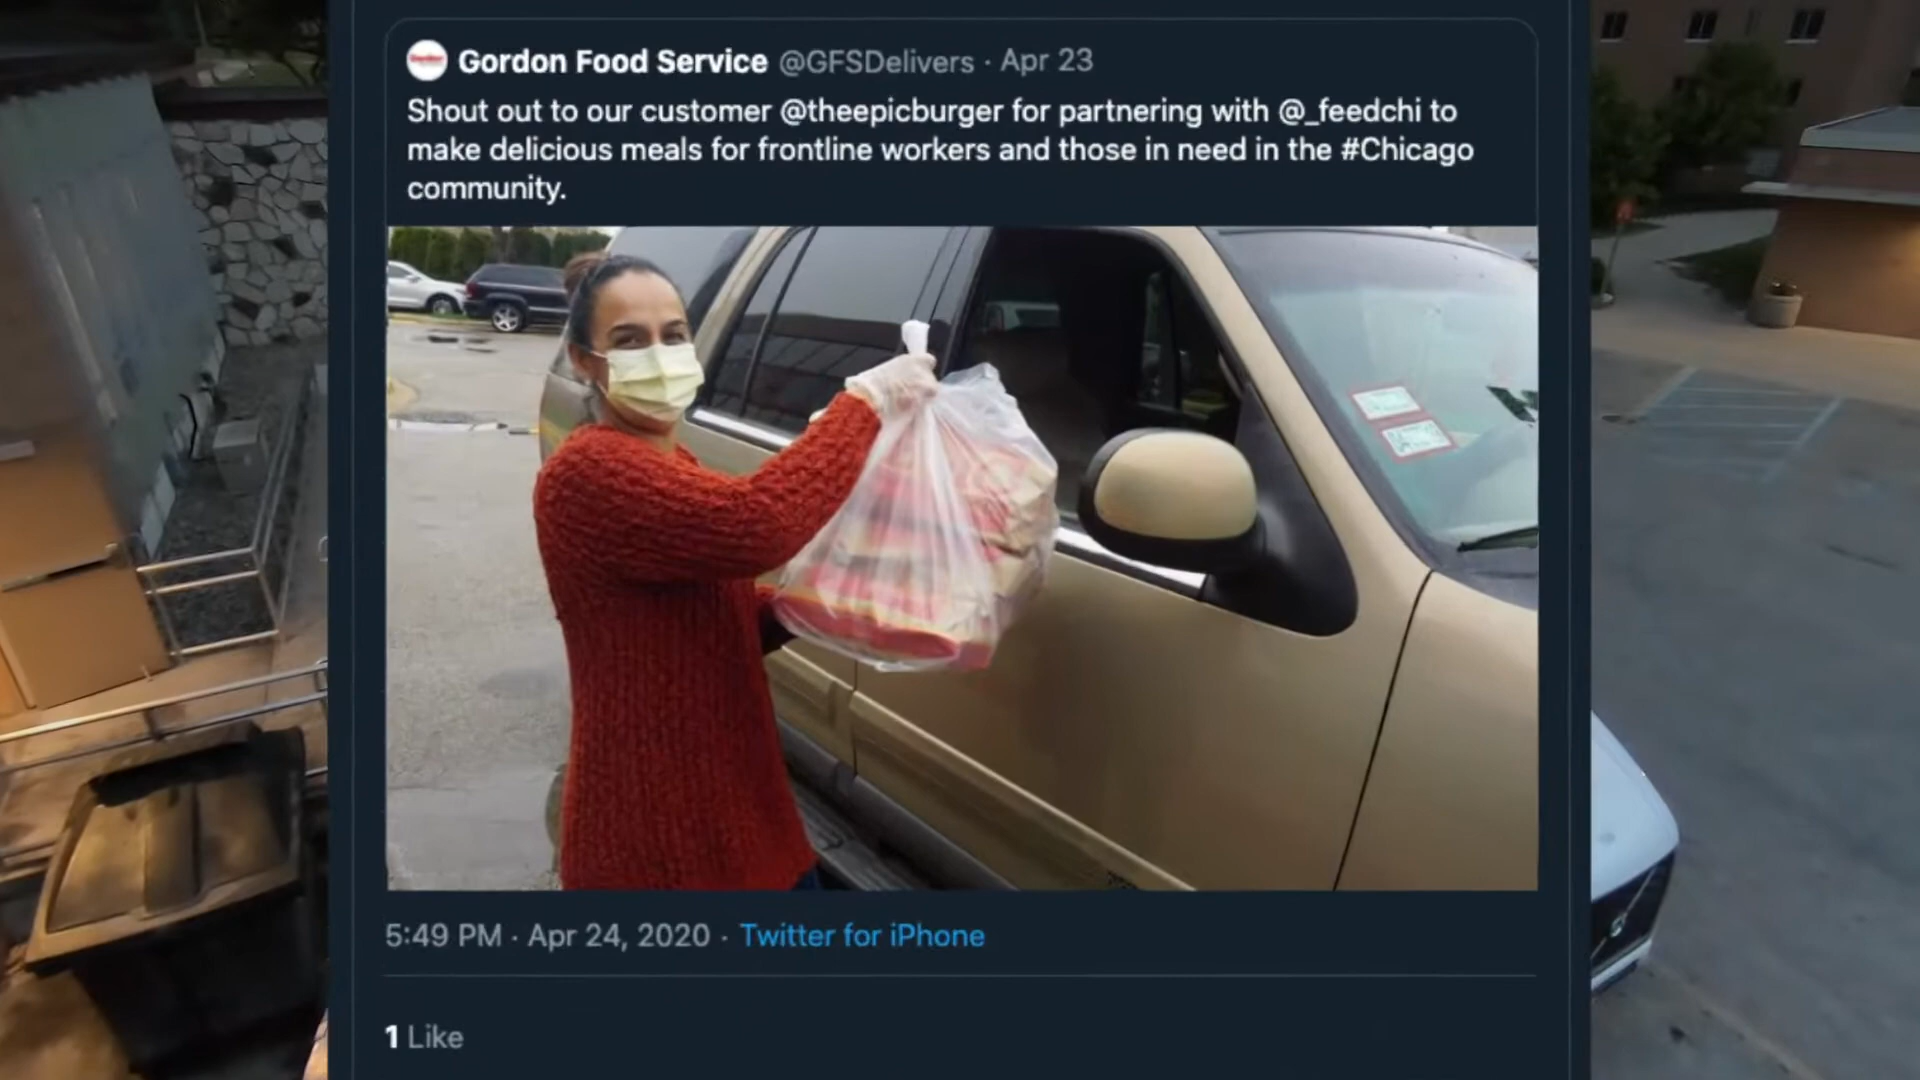 Gordon Food Service @GFSDelivers · Apr 23
Shout out to our customer @theepicburger for partnering with @_feedchi to
make delicious meals for frontline workers and those in need in the #Chicago
community.
5:49 PM · Apr 24, 2020 · Twitter for iPhone
1 Like